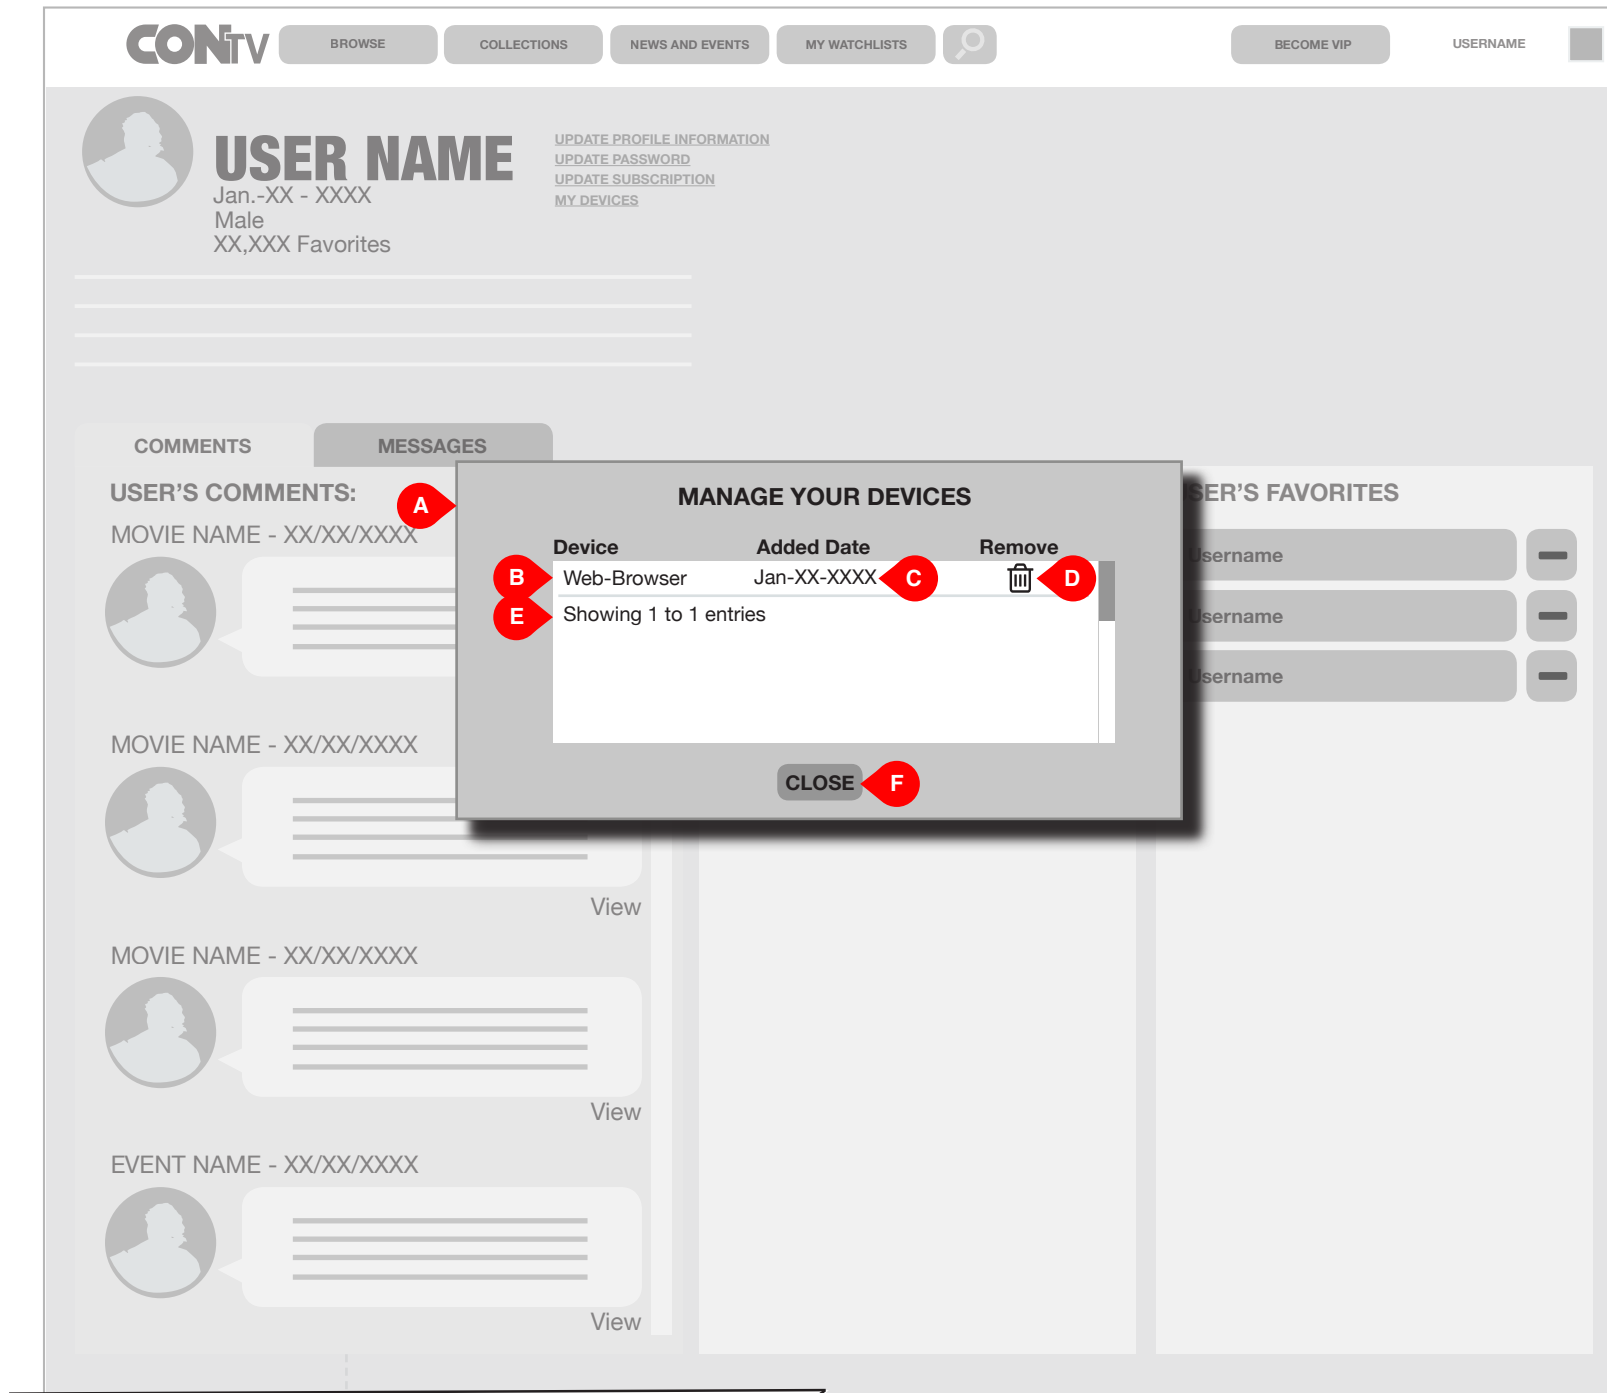 CONTV
BROWSE
COLLECTIONS
NEWS AND EVENTS
MY WATCHLISTS
BECOME VIP
USERNAME
USER NAME
Jan.-XX - XXXX
Male
XX,XXX Favorites
UPDATE PROFILE INFORMATION
UPDATE PASSWORD
UPDATE SUBSCRIPTION
MY DEVICES
COMMENTS
MESSAGES
USER'S COMMENTS:
MOVIE NAME - XX/XX/XXXX
MOVIE NAME - XX/XX/XXXX
View
MOVIE NAME - XX/XX/XXXX
View
EVENT NAME - XX/XX/XXXX
View
A
MANAGE YOUR DEVICES
Device
Added Date
Remove
B
Web-Browser
Jan-XX-XXXX
C
D
E
Showing 1 to 1 entries
CLOSE
F
SER'S FAVORITES
Username
Username
Username